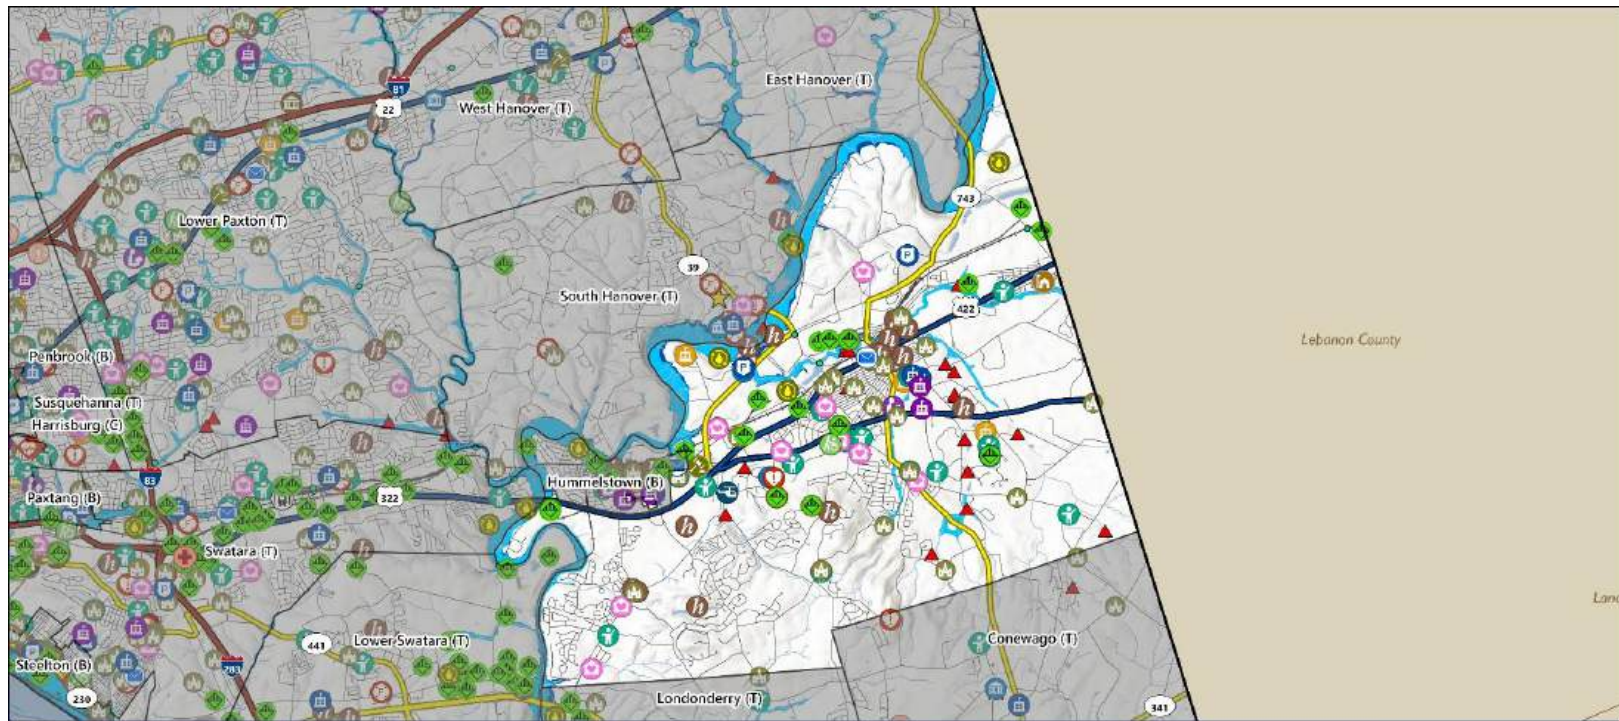 East Hanover (T)
81
22
West Hanover (T)
743
Lower Paxton (T)
39
South Hanover (T)
422
Lebanon County
Penbrook (B)
Susquehanna (T)
Harrisburg (C)
83
Hummelstown (B)
Paxtang (B)
322
Swatara (T)
441
Lower Swatara (T)
Conewago (T)
Steelton (B)
283
230
Londonderry (T)
341